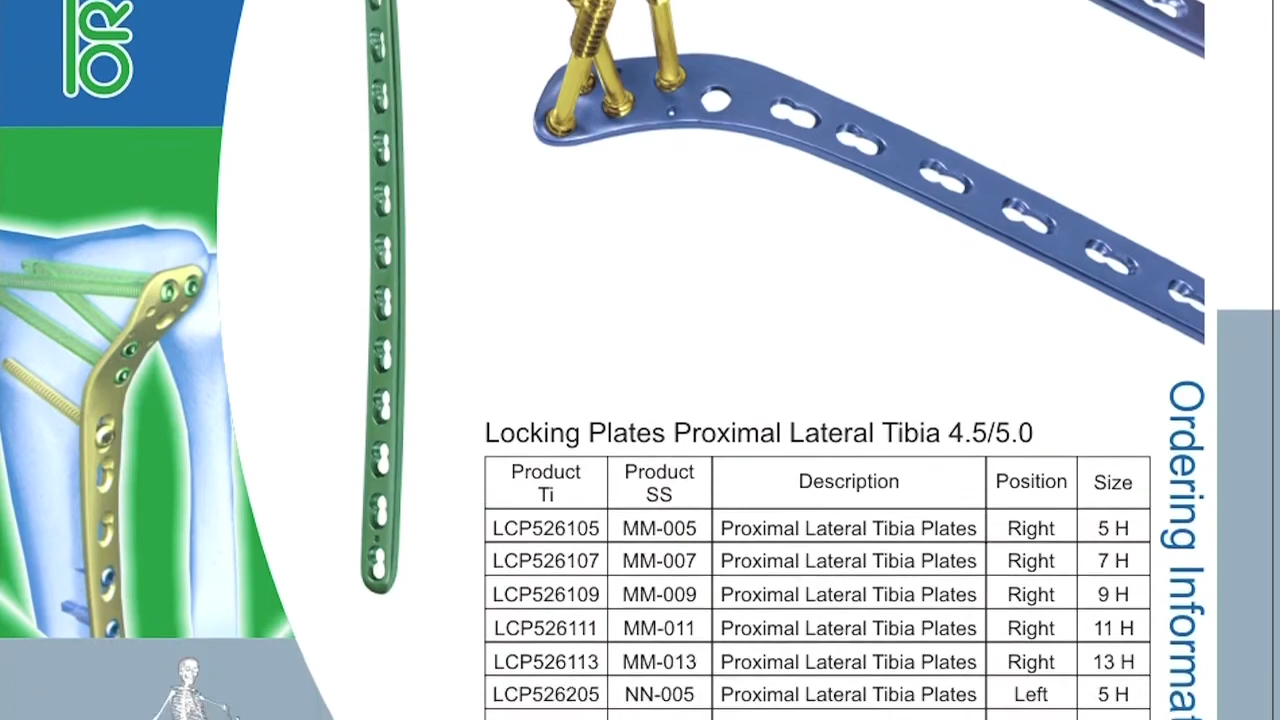 Locking Plates Proximal Lateral Tibia 4.5/5.0
Product Ti Product SS Description Position Size
LCP526105 MM-005 Proximal Lateral Tibia Plates Right 5 H
LCP526107 MM-007 Proximal Lateral Tibia Plates Right 7 H
LCP526109 MM-009 Proximal Lateral Tibia Plates Right 9 H
LCP526111 MM-011 Proximal Lateral Tibia Plates Right 11 H
LCP526113 MM-013 Proximal Lateral Tibia Plates Right 13 H
LCP526205 NN-005 Proximal Lateral Tibia Plates Left 5 H
Ordering Informat